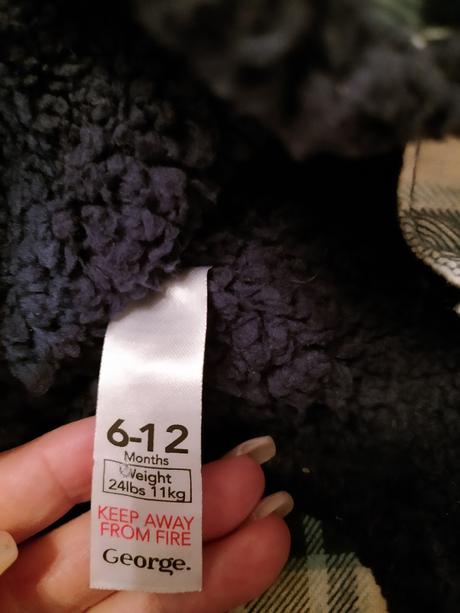 6-12
Months
Weight
24lbs 11kg
KEEP AWAY
FROM FIRE
George.